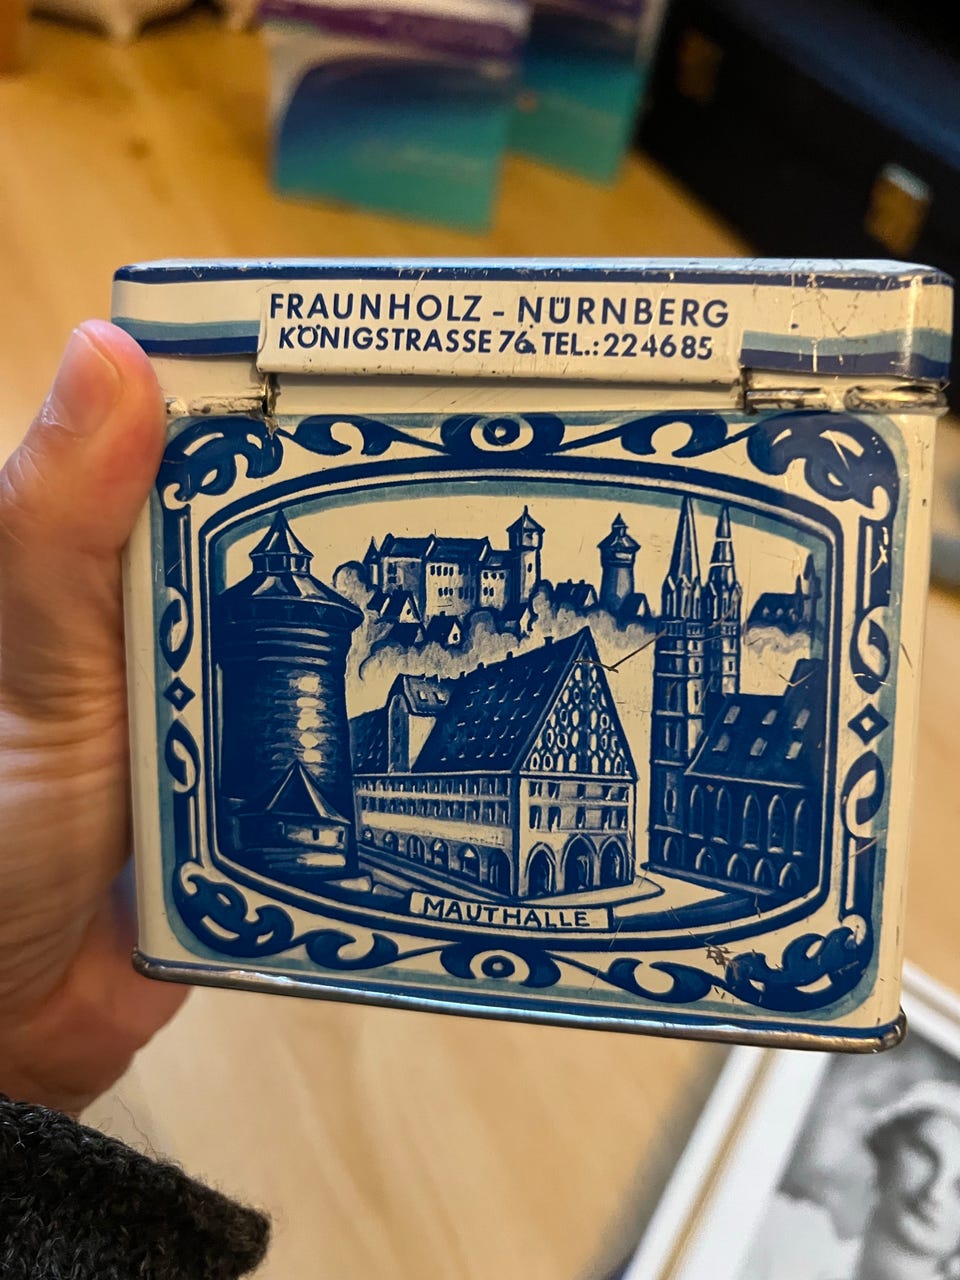 FRAUNHOLZ - NÜRNBERG
KÖNIGSTRASSE 76. TEL.: 224685
MAUTHALLE